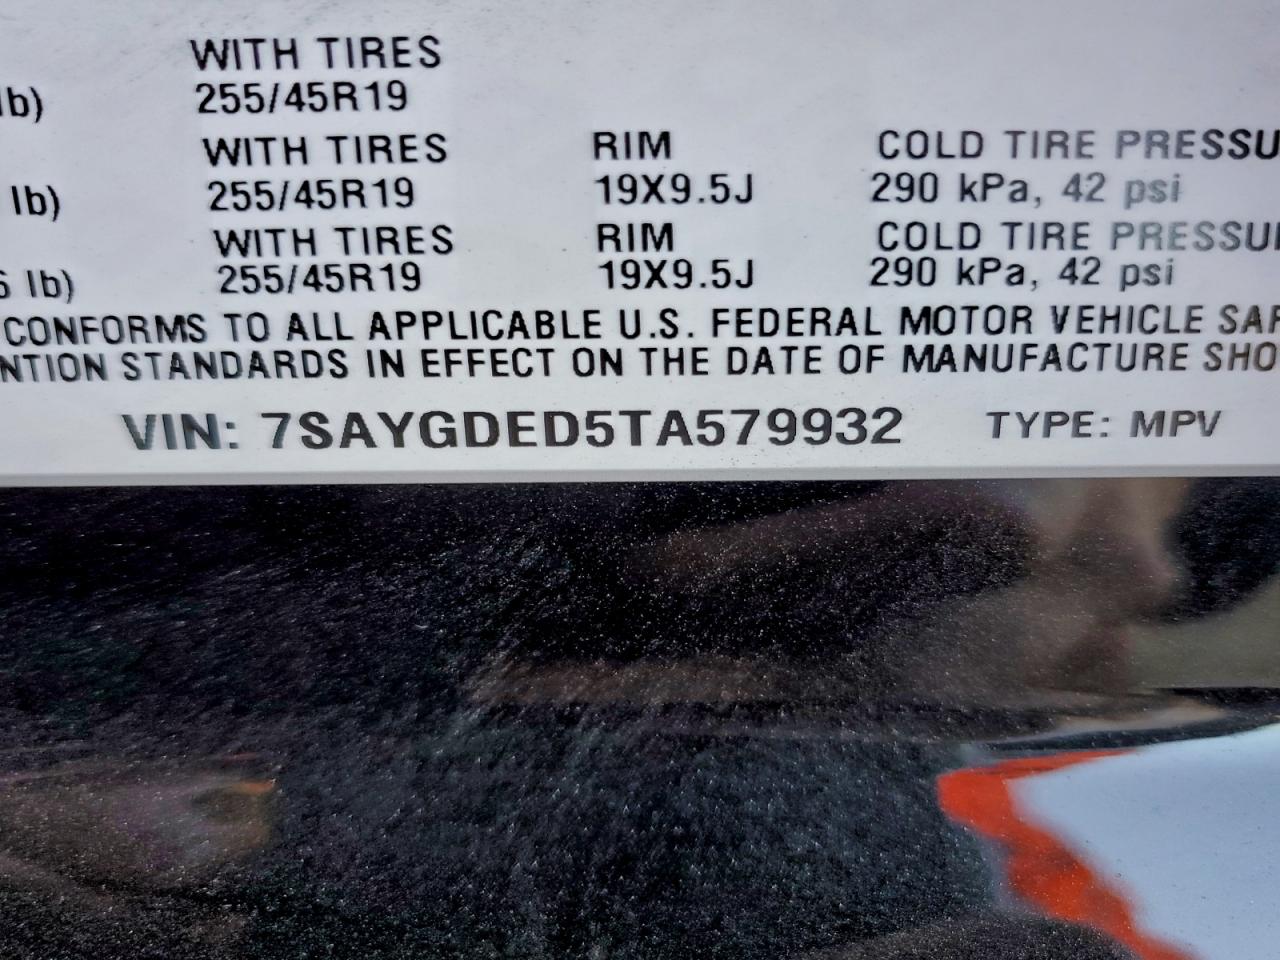 WITH TIRES
lb) 255/45R19
WITH TIRES RIM COLD TIRE PRESSU
lb) 255/45R19 19X9.5J 290 kPa, 42 psi
WITH TIRES RIM COLD TIRE PRESSU
lb) 255/45R19 19X9.5J 290 kPa, 42 psi
CONFORMS TO ALL APPLICABLE U.S. FEDERAL MOTOR VEHICLE SAF
NTION STANDARDS IN EFFECT ON THE DATE OF MANUFACTURE SHO
VIN: 7SAYGDED5TA579932 TYPE: MPV